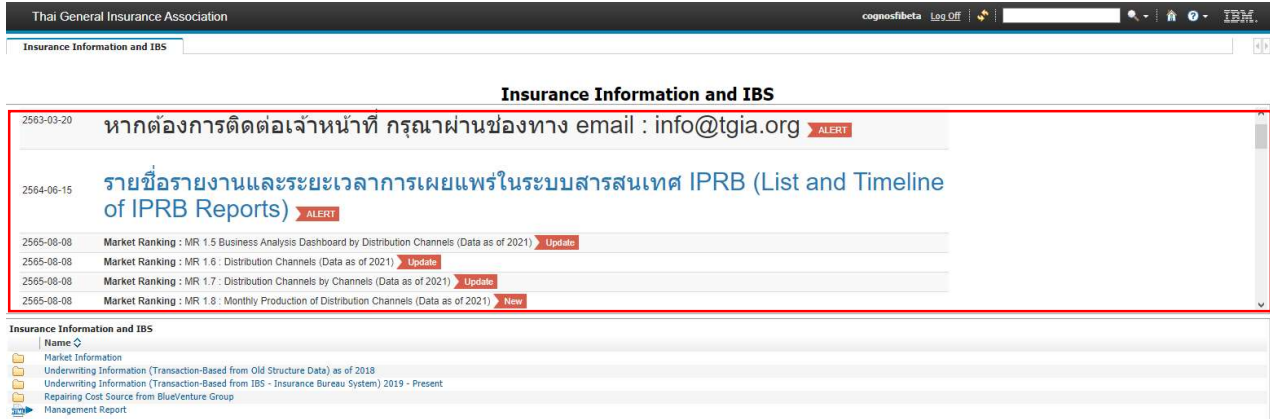 Thai General Insurance Association
cognosfibeta Log Off
IBM.
Insurance Information and IBS
Insurance Information and IBS
2563-03-20 หากต้องการติดต่อเจ้าหน้าที่ กรุณาผ่านช่องทาง email : info@tgia.org ALERT
2564-06-15 รายชื่อรายงานและระยะเวลาการเผยแพร่ในระบบสารสนเทศ IPRB (List and Timeline
of IPRB Reports) ALERT
2565-08-08 Market Ranking : MR 1.5 Business Analysis Dashboard by Distribution Channels (Data as of 2021) Update
2565-08-08 Market Ranking : MR 1.6 : Distribution Channels (Data as of 2021) Update
2565-08-08 Market Ranking : MR 1.7 : Distribution Channels by Channels (Data as of 2021) Update
2565-08-08 Market Ranking : MR 1.8 : Monthly Production of Distribution Channels (Data as of 2021) New
Insurance Information and IBS
Name
Market Information
Underwriting Information (Transaction-Based from Old Structure Data) as of 2018
Underwriting Information (Transaction-Based from IBS - Insurance Bureau System) 2019 - Present
Repairing Cost Source from BlueVenture Group
Management Report